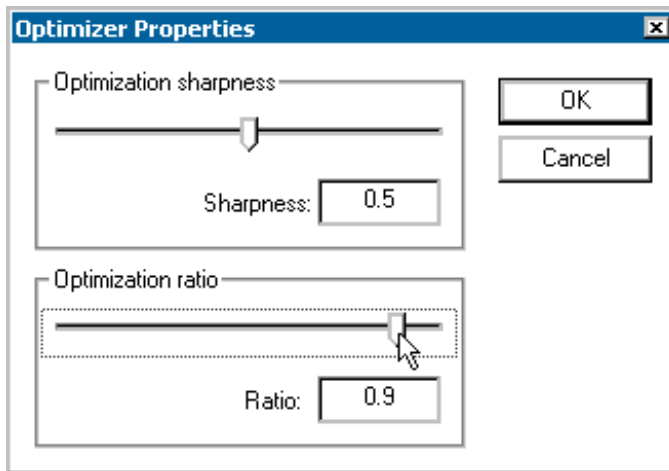 Optimizer Properties
Optimization sharpness
Sharpness: 0.5
OK
Cancel
Optimization ratio
Ratio: 0.9